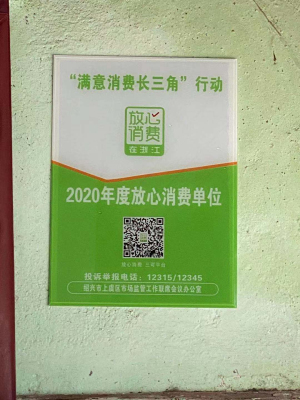 “满意消费长三角”行动
放心
消费
在浙江
2020年度放心消费单位
投诉举报电话：12315/12345
绍兴市上虞区市场监管工作联席会议办公室